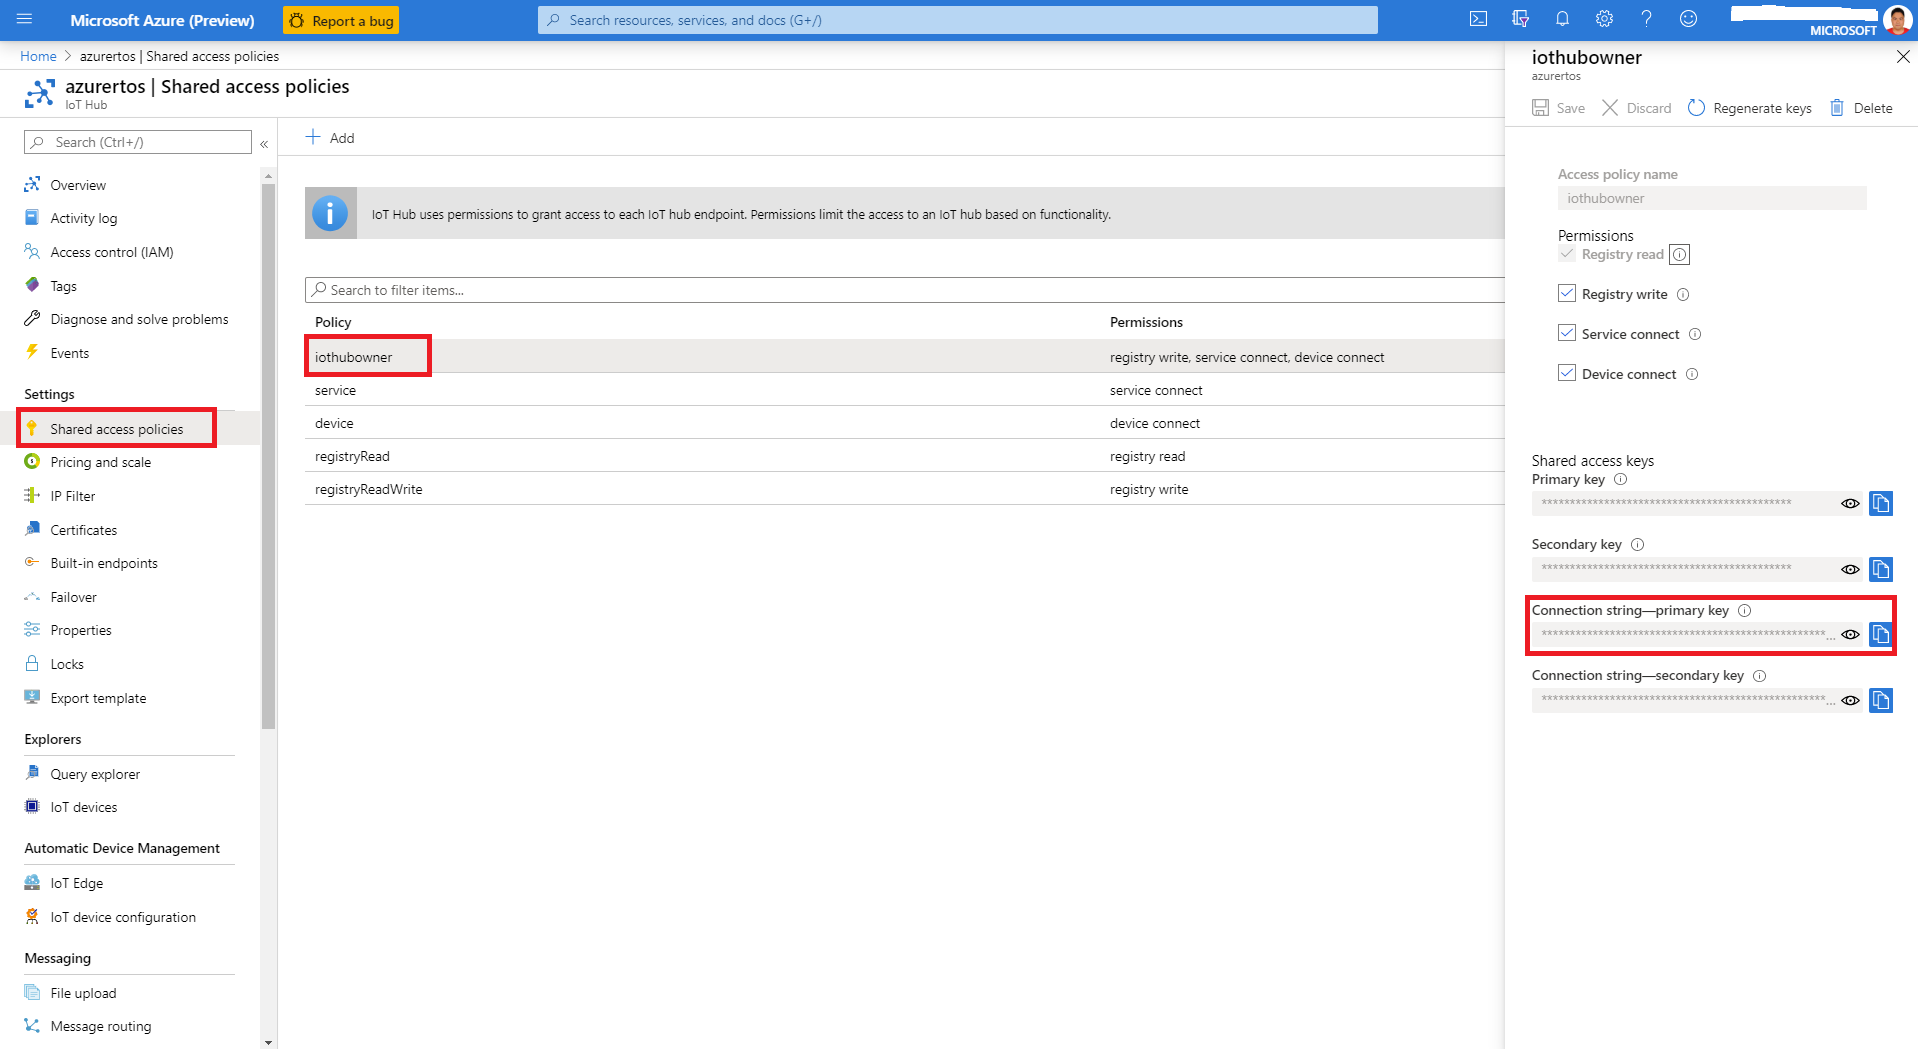 Microsoft Azure (Preview)
Report a bug
Search resources, services, and docs (G+/)
MICROSOFT
Home > azurertos | Shared access policies
azurertos | Shared access policies
IoT Hub
Search (Ctrl+/)
«
Overview
Activity log
Access control (IAM)
Tags
Diagnose and solve problems
Events
Settings
Shared access policies
Pricing and scale
IP Filter
Certificates
Built-in endpoints
Failover
Properties
Locks
Export template
Explorers
Query explorer
IoT devices
Automatic Device Management
IoT Edge
IoT device configuration
Messaging
File upload
Message routing
Add
IoT Hub uses permissions to grant access to each IoT hub endpoint. Permissions limit the access to an IoT hub based on functionality.
Search to filter items...
Policy Permissions
iothubowner registry write, service connect, device connect
service service connect
device device connect
registryRead registry read
registryReadWrite registry write
iothubowner
azurertos
Save Discard Regenerate keys Delete
Access policy name
iothubowner
Permissions
Registry read
Registry write
Service connect
Device connect
Shared access keys
Primary key
********************************************
Secondary key
********************************************
Connection string—primary key
**************************************************...
Connection string—secondary key
**************************************************...